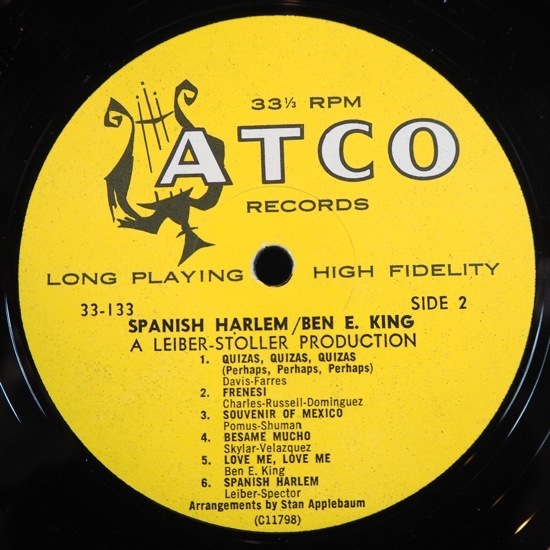 33⅓ RPM
ATCO
RECORDS
LONG PLAYING HIGH FIDELITY
33-133 SIDE 2
SPANISH HARLEM/BEN E. KING
A LEIBER-STOLLER PRODUCTION
1. QUIZAS, QUIZAS, QUIZAS
(Perhaps, Perhaps, Perhaps)
Davis-Farres
2. FRENESI
Charles-Russell-Dominguez
3. SOUVENIR OF MEXICO
Pomus-Shuman
4. BESAME MUCHO
Skylar-Velazquez
5. LOVE ME, LOVE ME
Ben E. King
6. SPANISH HARLEM
Leiber-Spector
Arrangements by Stan Applebaum
(C11798)